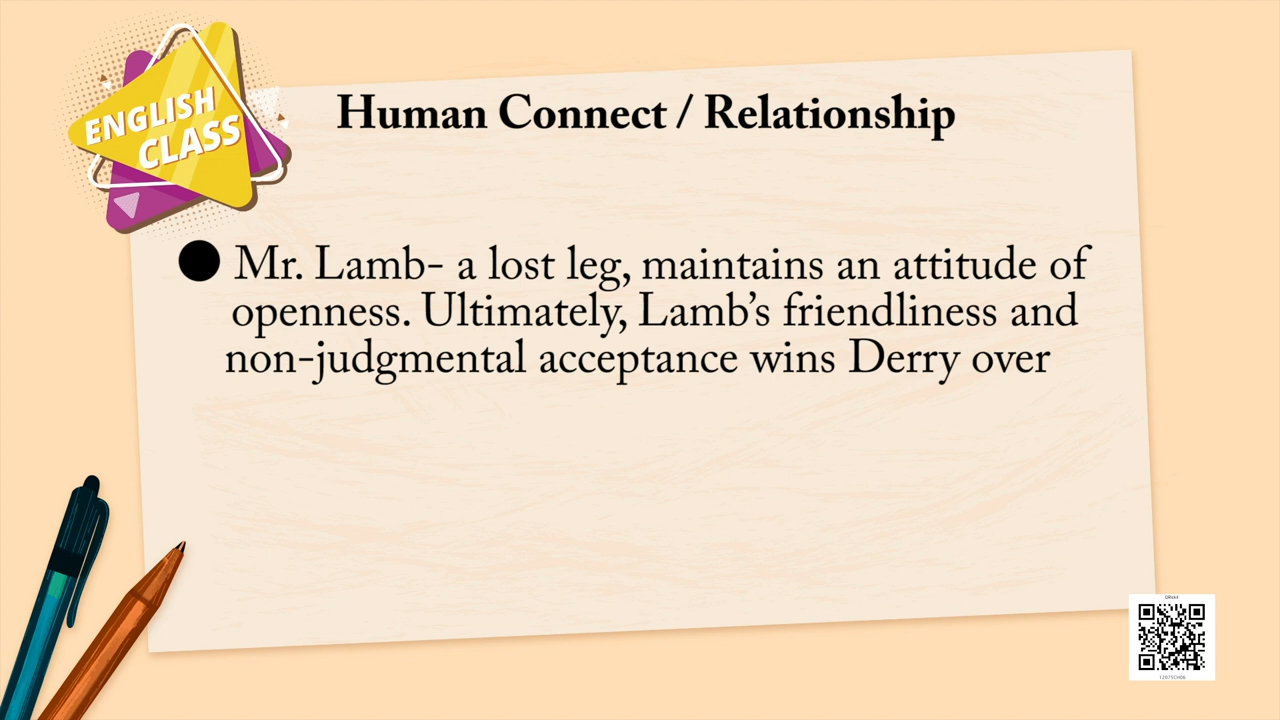 ENGLISH
CLASS
Human Connect / Relationship
● Mr. Lamb- a lost leg, maintains an attitude of
openness. Ultimately, Lamb’s friendliness and
non-judgmental acceptance wins Derry over
12075CH06